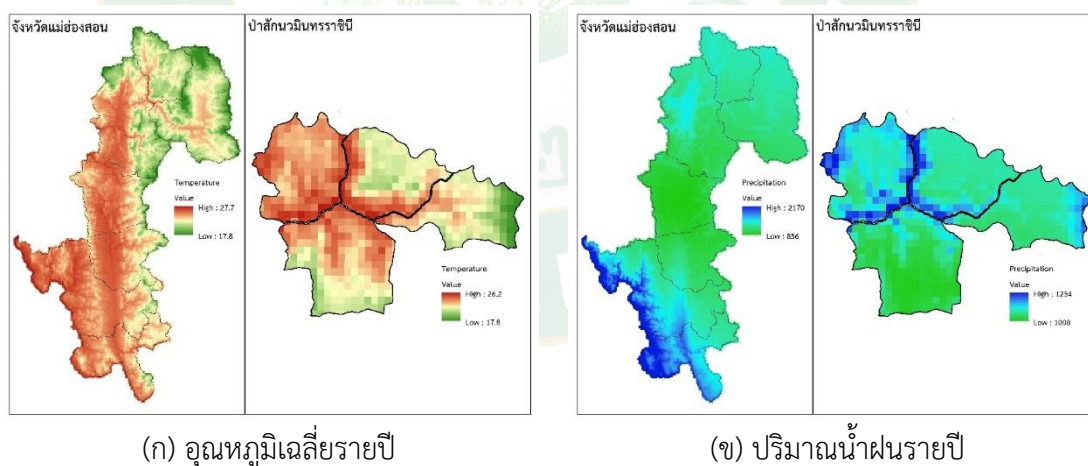 จังหวัดแม่ฮ่องสอน
ป่าสักนวมินทรราชินี
Temperature
Value
High : 27.7
Low : 17.8
Temperature
Value
High : 26.2
Low : 17.8
(ก) อุณหภูมิเฉลี่ยรายปี
จังหวัดแม่ฮ่องสอน
ป่าสักนวมินทรราชินี
Precipitation
Value
High : 2170
Low : 856
Precipitation
Value
High : 1254
Low : 1008
(ข) ปริมาณน้ำฝนรายปี